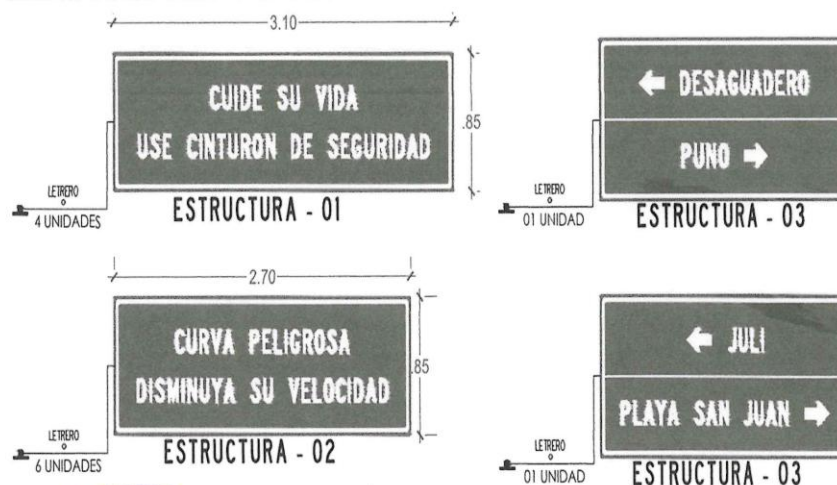 3.10
CUIDE SU VIDA
USE CINTURON DE SEGURIDAD
.85
LETRERO
4 UNIDADES
ESTRUCTURA - 01
← DESAGUADERO
PUNO →
LETRERO
01 UNIDAD
ESTRUCTURA - 03
2.70
CURVA PELIGROSA
DISMINUYA SU VELOCIDAD
.85
LETRERO
6 UNIDADES
ESTRUCTURA - 02
← JULI
PLAYA SAN JUAN →
LETRERO
01 UNIDAD
ESTRUCTURA - 03